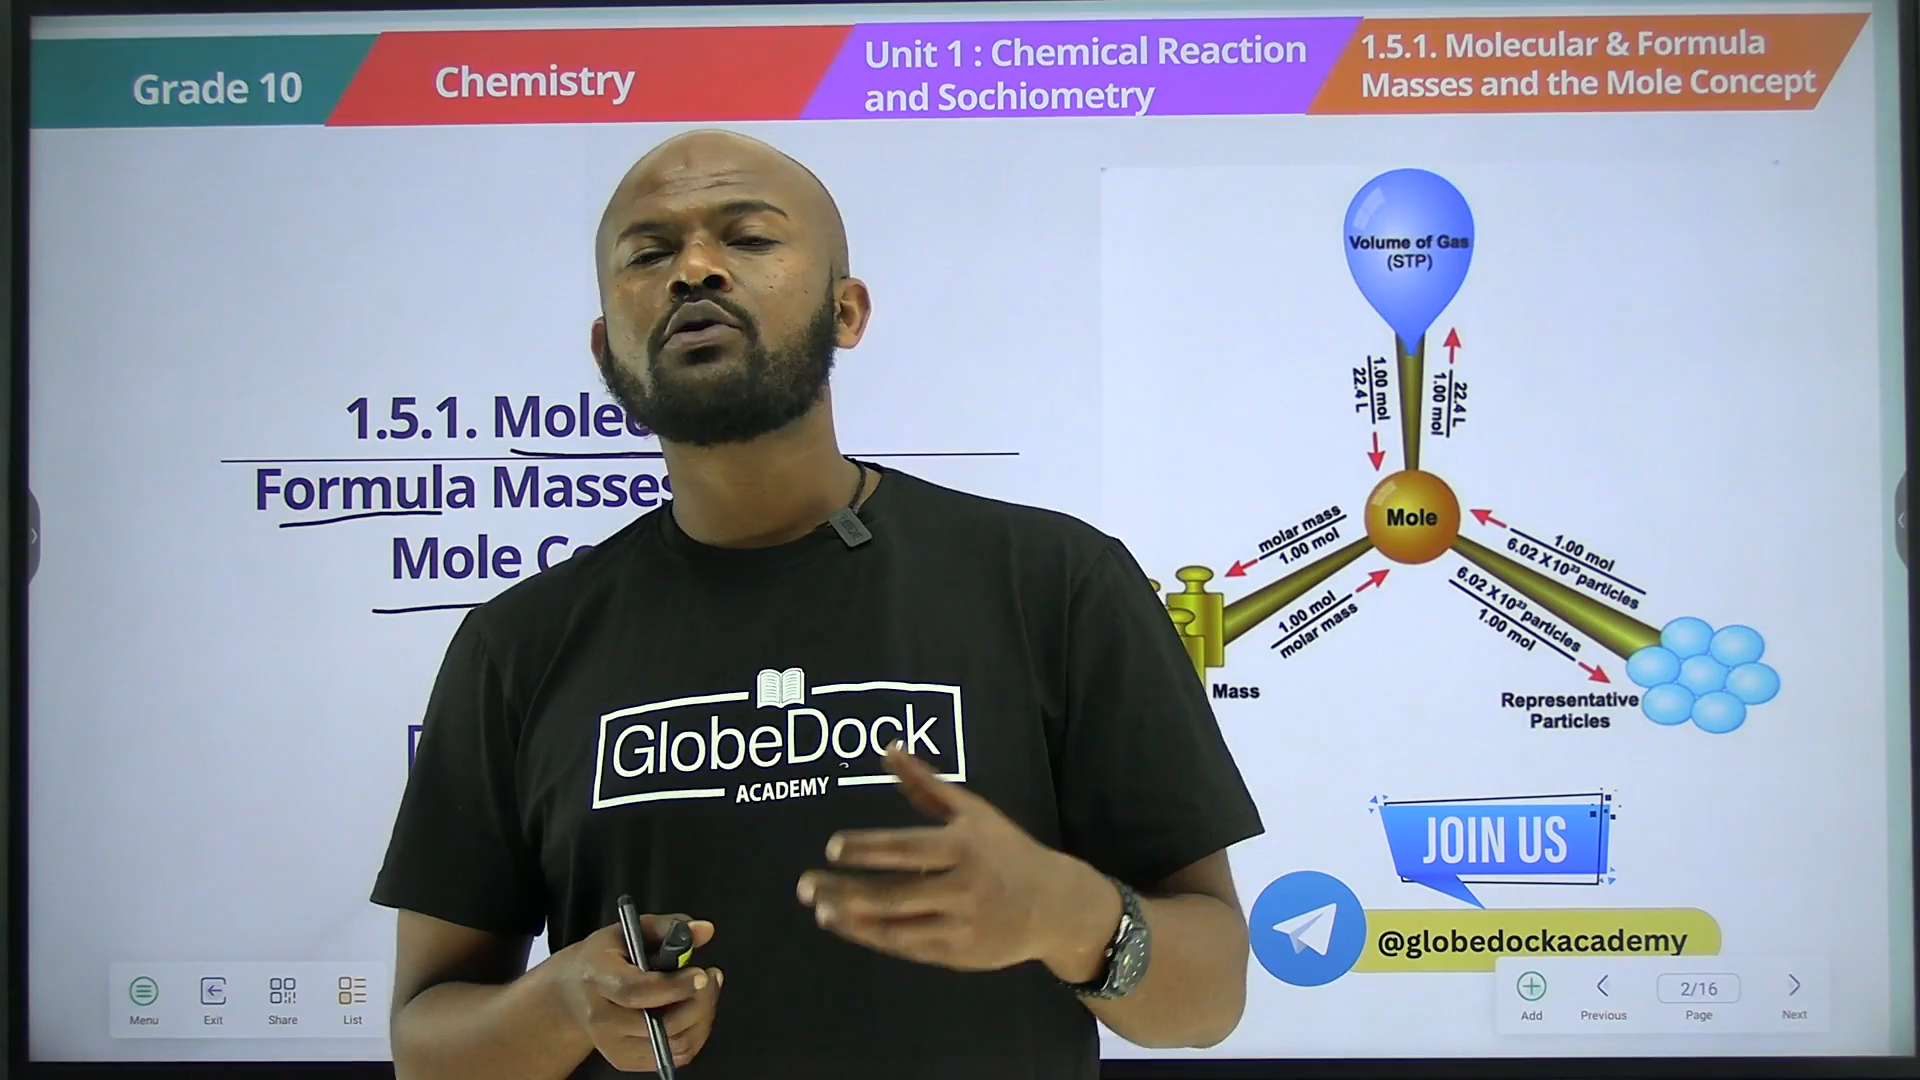 Grade 10
Chemistry
Unit 1 : Chemical Reaction
and Sochiometry
1.5.1. Molecular & Formula
Masses and the Mole Concept
1.5.1. Molec
Formula Masses
Mole Co
Volume of Gas
(STP)
1.00 mol
22.4 L
22.4 L
1.00 mol
Mole
molar mass
1.00 mol
1.00 mol
molar mass
1.00 mol
6.02 X 10²³ particles
6.02 X 10²³ particles
1.00 mol
Mass
Representative
Particles
GlobeDock
ACADEMY
JOIN US
@globedockacademy
Menu
Exit
Share
List
Add
Previous
2/16
Page
Next